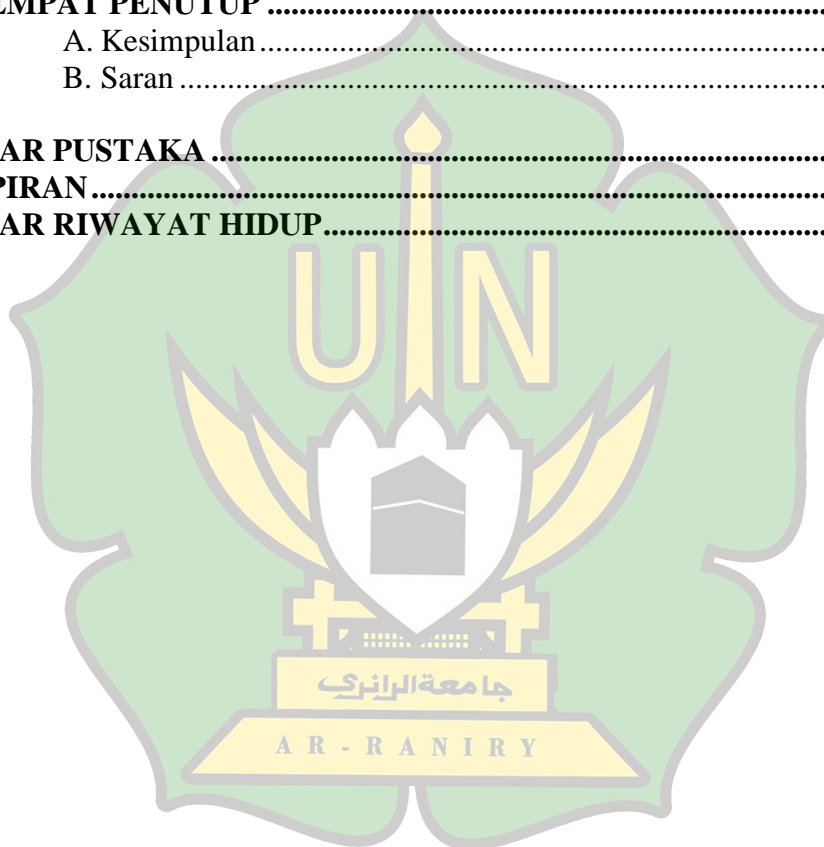 EMPAT PENUTUP ................................................................................
A. Kesimpulan ................................................................................
B. Saran ................................................................................
AR PUSTAKA ................................................................................
PIRAN ................................................................................
AR RIWAYAT HIDUP ................................................................................
UIN
جامعة الرانري
AR-RANIRY